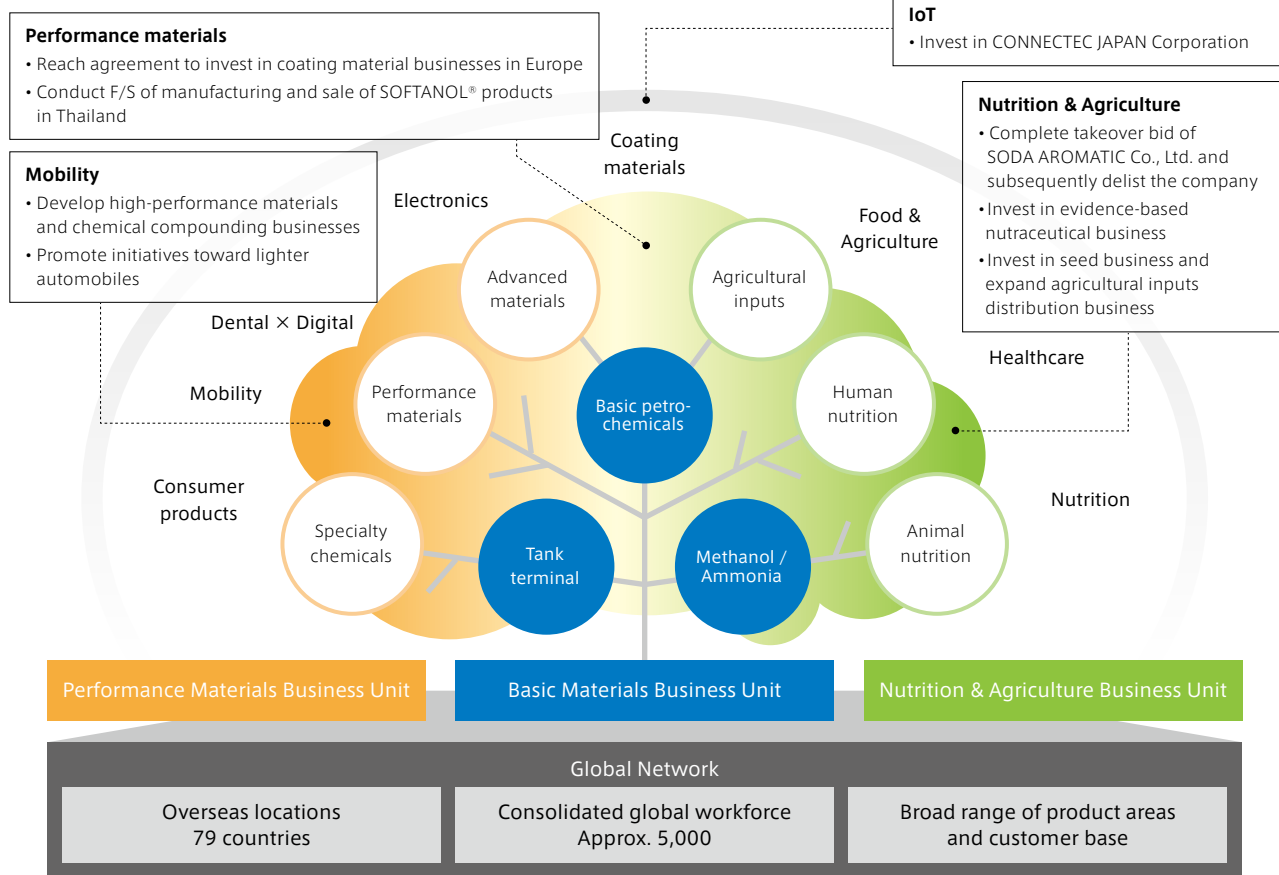 Performance materials
• Reach agreement to invest in coating material businesses in Europe
• Conduct F/S of manufacturing and sale of SOFTANOL® products
in Thailand
IoT
• Invest in CONNECTEC JAPAN Corporation
Nutrition & Agriculture
• Complete takeover bid of
SODA AROMATIC Co., Ltd. and
subsequently delist the company
• Invest in evidence-based
nutraceutical business
• Invest in seed business and
expand agricultural inputs
distribution business
Mobility
• Develop high-performance materials
and chemical compounding businesses
• Promote initiatives toward lighter
automobiles
Coating
materials
Electronics
Food &
Agriculture
Dental × Digital
Healthcare
Mobility
Nutrition
Consumer
products
Advanced
materials
Agricultural
inputs
Performance
materials
Basic petro-
chemicals
Human
nutrition
Specialty
chemicals
Tank
terminal
Methanol /
Ammonia
Animal
nutrition
Performance Materials Business Unit
Basic Materials Business Unit
Nutrition & Agriculture Business Unit
Global Network
Overseas locations
79 countries
Consolidated global workforce
Approx. 5,000
Broad range of product areas
and customer base